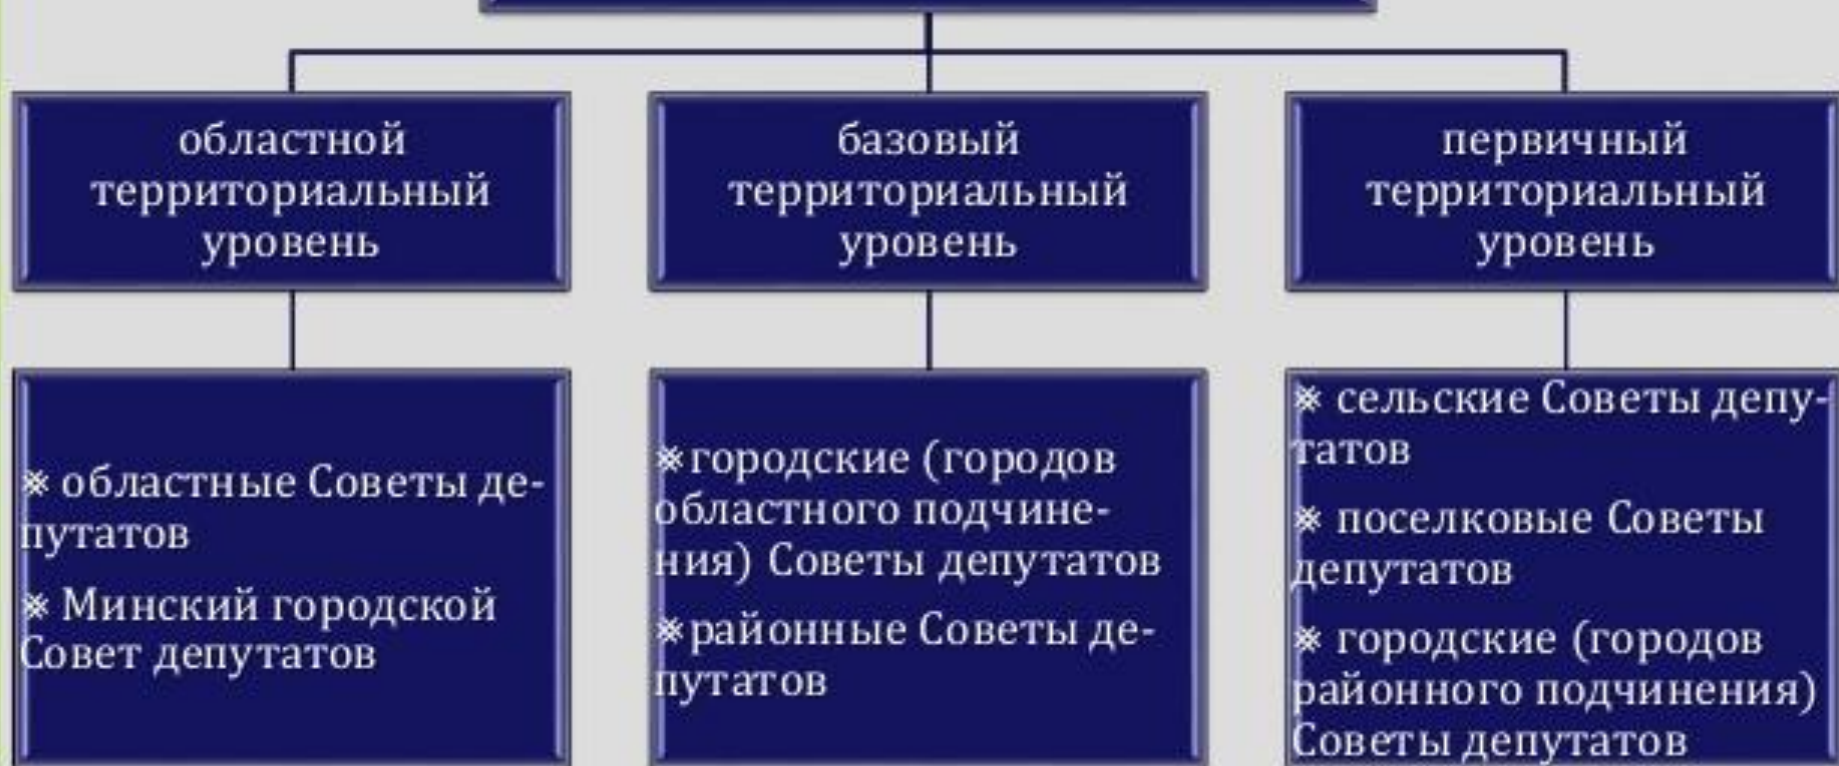 областной
территориальный
уровень
базовый
территориальный
уровень
первичный
территориальный
уровень
※ областные Советы де-
путатов
※ Минский городской
Совет депутатов
※городские (городов
областного подчине-
ния) Советы депутатов
※районные Советы де-
путатов
※ сельские Советы депу-
татов
※ поселковые Советы
депутатов
※ городские (городов
районного подчинения)
Советы депутатов